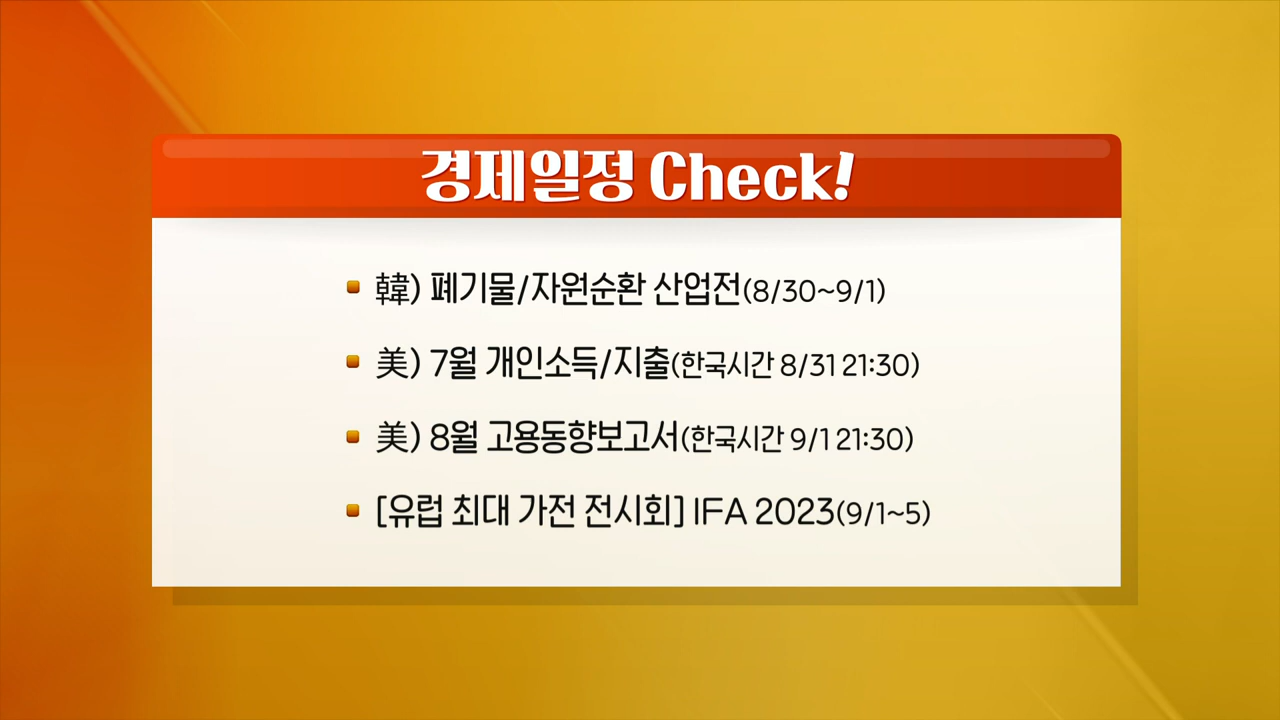 경제일정 Check!
韓) 폐기물/자원순환 산업전(8/30~9/1)
美) 7월 개인소득/지출(한국시간 8/31 21:30)
美) 8월 고용동향보고서(한국시간 9/1 21:30)
[유럽 최대 가전 전시회] IFA 2023(9/1~5)